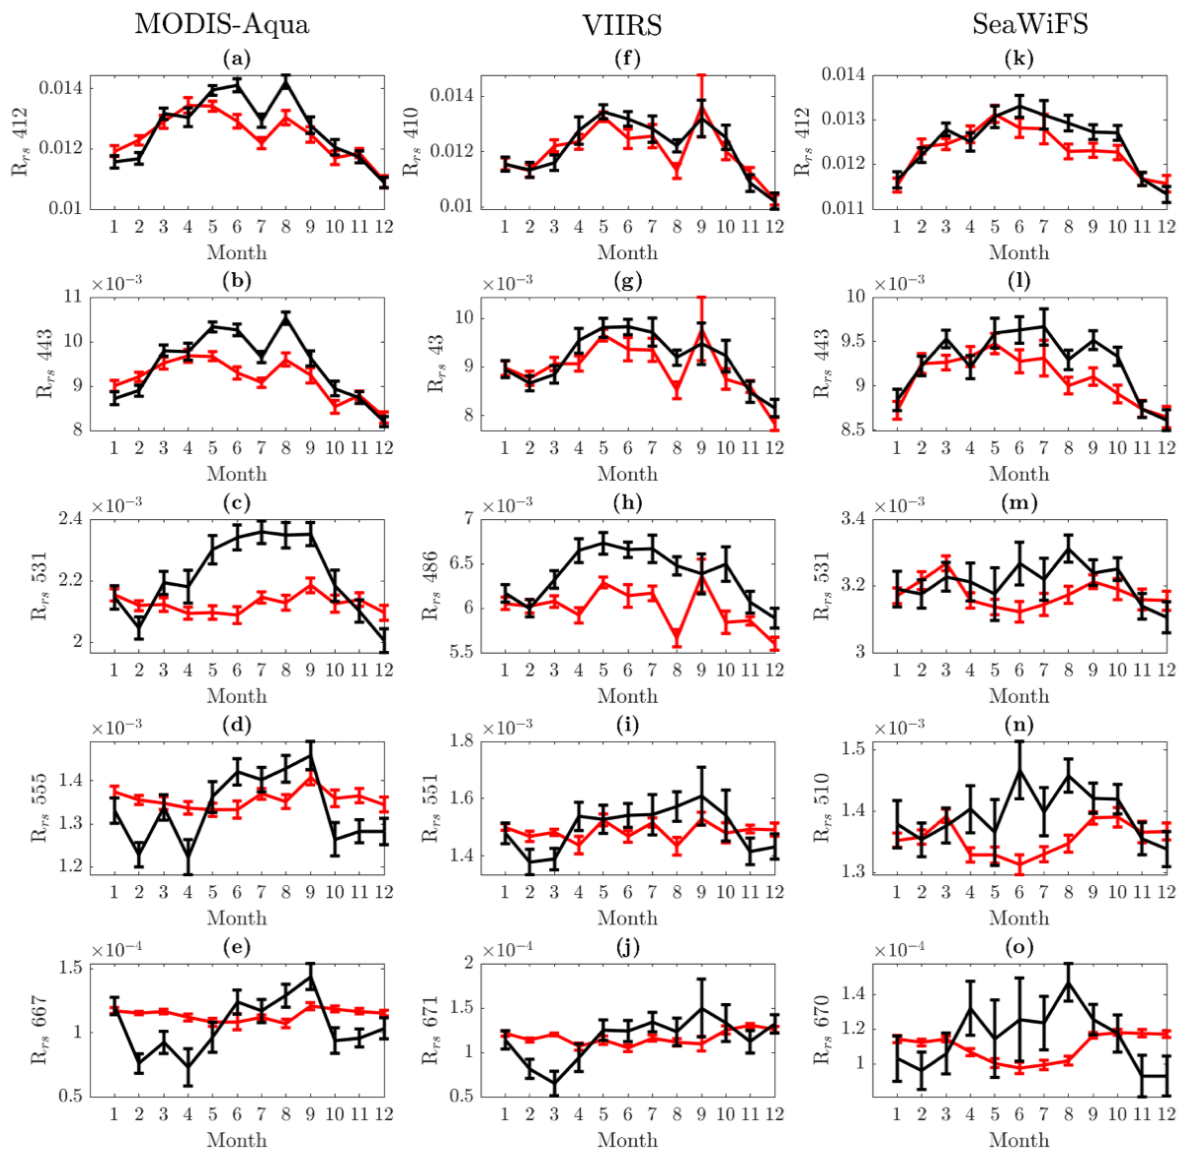 MODIS-Aqua VIIRS SeaWiFS
(a) (f) (k)
R_rs 412
0.014
0.012
0.01
1 2 3 4 5 6 7 8 9 10 11 12
Month
R_rs 410
0.014
0.012
0.01
1 2 3 4 5 6 7 8 9 10 11 12
Month
R_rs 412
0.014
0.013
0.012
0.011
1 2 3 4 5 6 7 8 9 10 11 12
Month
(b) (g) (l)
×10⁻³
R_rs 443
11
10
9
8
1 2 3 4 5 6 7 8 9 10 11 12
Month
×10⁻³
R_rs 43
10
9
8
1 2 3 4 5 6 7 8 9 10 11 12
Month
×10⁻³
R_rs 443
10
9.5
9
8.5
1 2 3 4 5 6 7 8 9 10 11 12
Month
(c) (h) (m)
×10⁻³
R_rs 531
2.4
2.2
2
1 2 3 4 5 6 7 8 9 10 11 12
Month
×10⁻³
R_rs 486
7
6.5
6
5.5
1 2 3 4 5 6 7 8 9 10 11 12
Month
×10⁻³
R_rs 531
3.4
3.2
3
1 2 3 4 5 6 7 8 9 10 11 12
Month
(d) (i) (n)
×10⁻³
R_rs 555
1.4
1.3
1.2
1 2 3 4 5 6 7 8 9 10 11 12
Month
×10⁻³
R_rs 551
1.8
1.6
1.4
1 2 3 4 5 6 7 8 9 10 11 12
Month
×10⁻³
R_rs 510
1.5
1.4
1.3
1 2 3 4 5 6 7 8 9 10 11 12
Month
(e) (j) (o)
×10⁻⁴
R_rs 667
1.5
1
0.5
1 2 3 4 5 6 7 8 9 10 11 12
Month
×10⁻⁴
R_rs 671
2
1.5
1
0.5
1 2 3 4 5 6 7 8 9 10 11 12
Month
×10⁻⁴
R_rs 670
1.4
1.2
1
1 2 3 4 5 6 7 8 9 10 11 12
Month